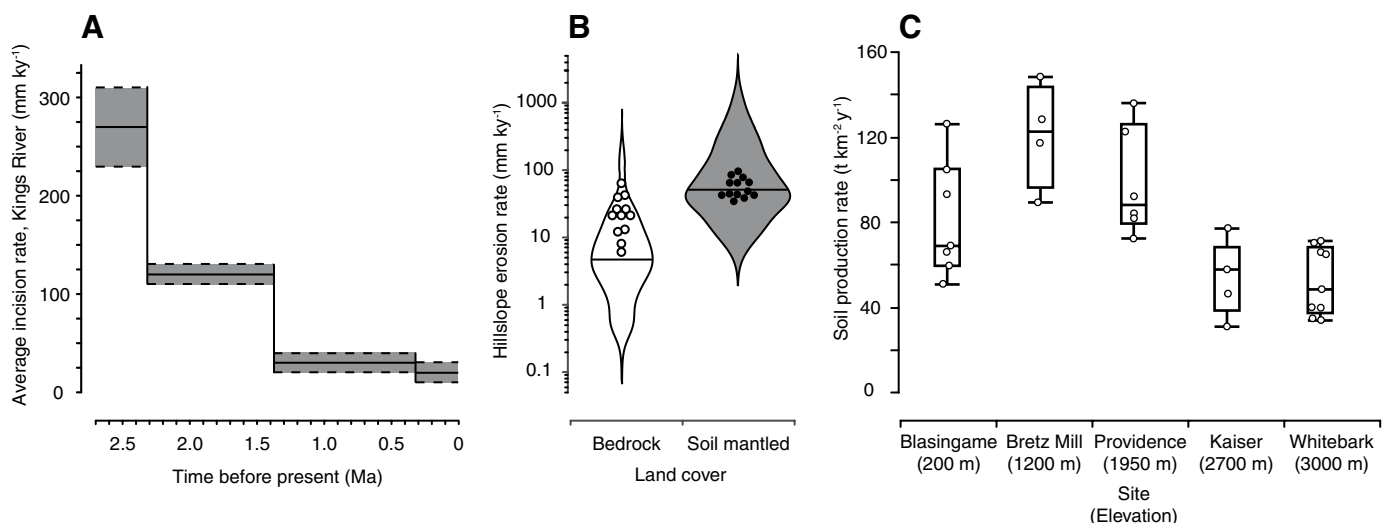 A
Average incision rate, Kings River (mm ky-1)
300
200
100
0
2.5 2.0 1.5 1.0 0.5 0
Time before present (Ma)
B
Hillslope erosion rate (mm ky-1)
1000
100
10
1
0.1
Bedrock Soil mantled
Land cover
C
Soil production rate (t km-2 y-1)
160
120
80
40
0
Blasingame Bretz Mill Providence Kaiser Whitebark
(200 m) (1200 m) (1950 m) (2700 m) (3000 m)
Site
(Elevation)